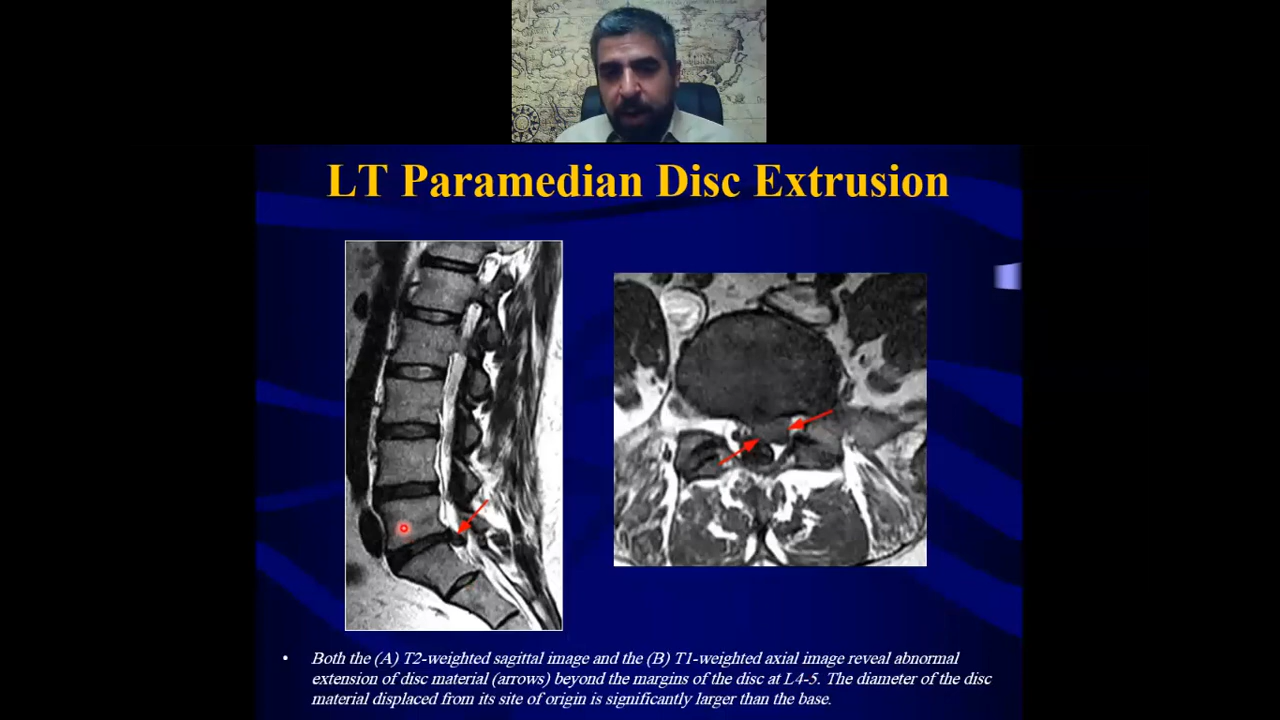 LT Paramedian Disc Extrusion
• Both the (A) T2-weighted sagittal image and the (B) T1-weighted axial image reveal abnormal
extension of disc material (arrows) beyond the margins of the disc at L4-5. The diameter of the disc
material displaced from its site of origin is significantly larger than the base.